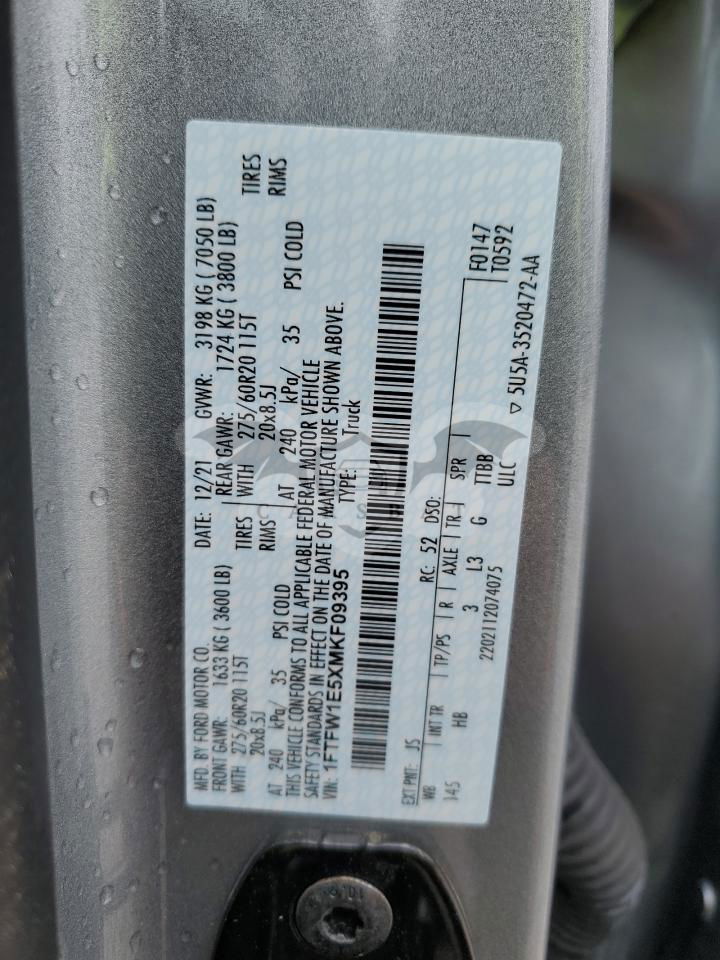 MFD. BY FORD MOTOR CO.
DATE: 12/21 GVWR: 3198 KG ( 7050 LB)
FRONT GAWR: 1633 KG ( 3600 LB) REAR GAWR: 1724 KG ( 3800 LB)
WITH 275/60R20 115T TIRES WITH 275/60R20 115T TIRES
20x8.5J RIMS 20x8.5J RIMS
AT 240 kPa/ 35 PSI COLD AT 240 kPa/ 35 PSI COLD
THIS VEHICLE CONFORMS TO ALL APPLICABLE FEDERAL MOTOR VEHICLE
SAFETY STANDARDS IN EFFECT ON THE DATE OF MANUFACTURE SHOWN ABOVE.
VIN: 1FTFW1E5XMKF09395 TYPE: Truck
EXT PNT: JS RC: 52 DSO: F0147
WB INT TR TP/PS R AXLE TR SPR T0592
145 HB 3 L3 G TTBB
2202112074075 ULC ▽ 5U5A-3520472-AA